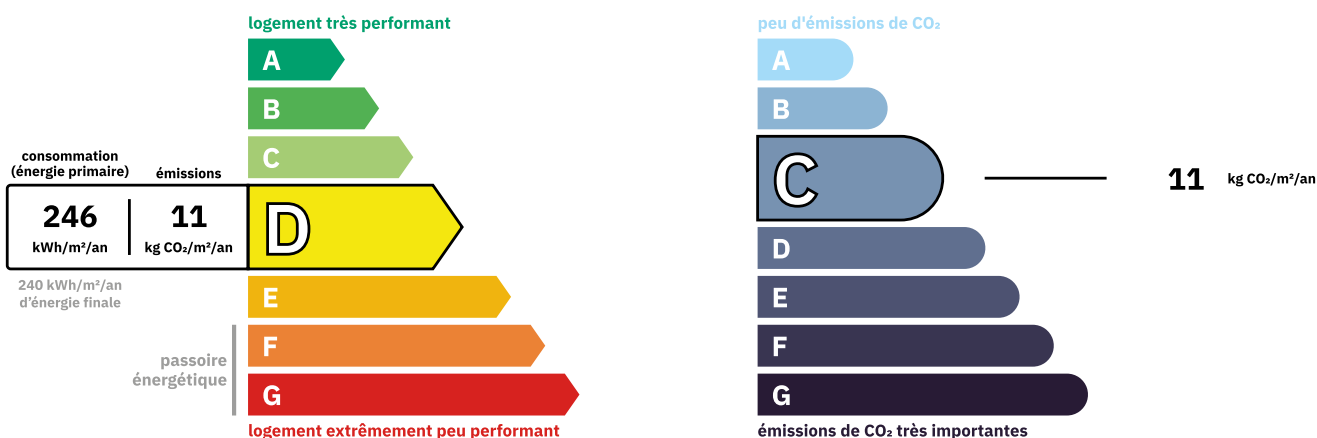 logement très performant
A
B
C
consommation
(énergie primaire)
émissions
246
kWh/m²/an
11
kg CO₂/m²/an
D
240 kWh/m²/an
d'énergie finale
E
passoire
énergétique
F
G
logement extrêmement peu performant
peu d'émissions de CO₂
A
B
C
11 kg CO₂/m²/an
D
E
F
G
émissions de CO₂ très importantes